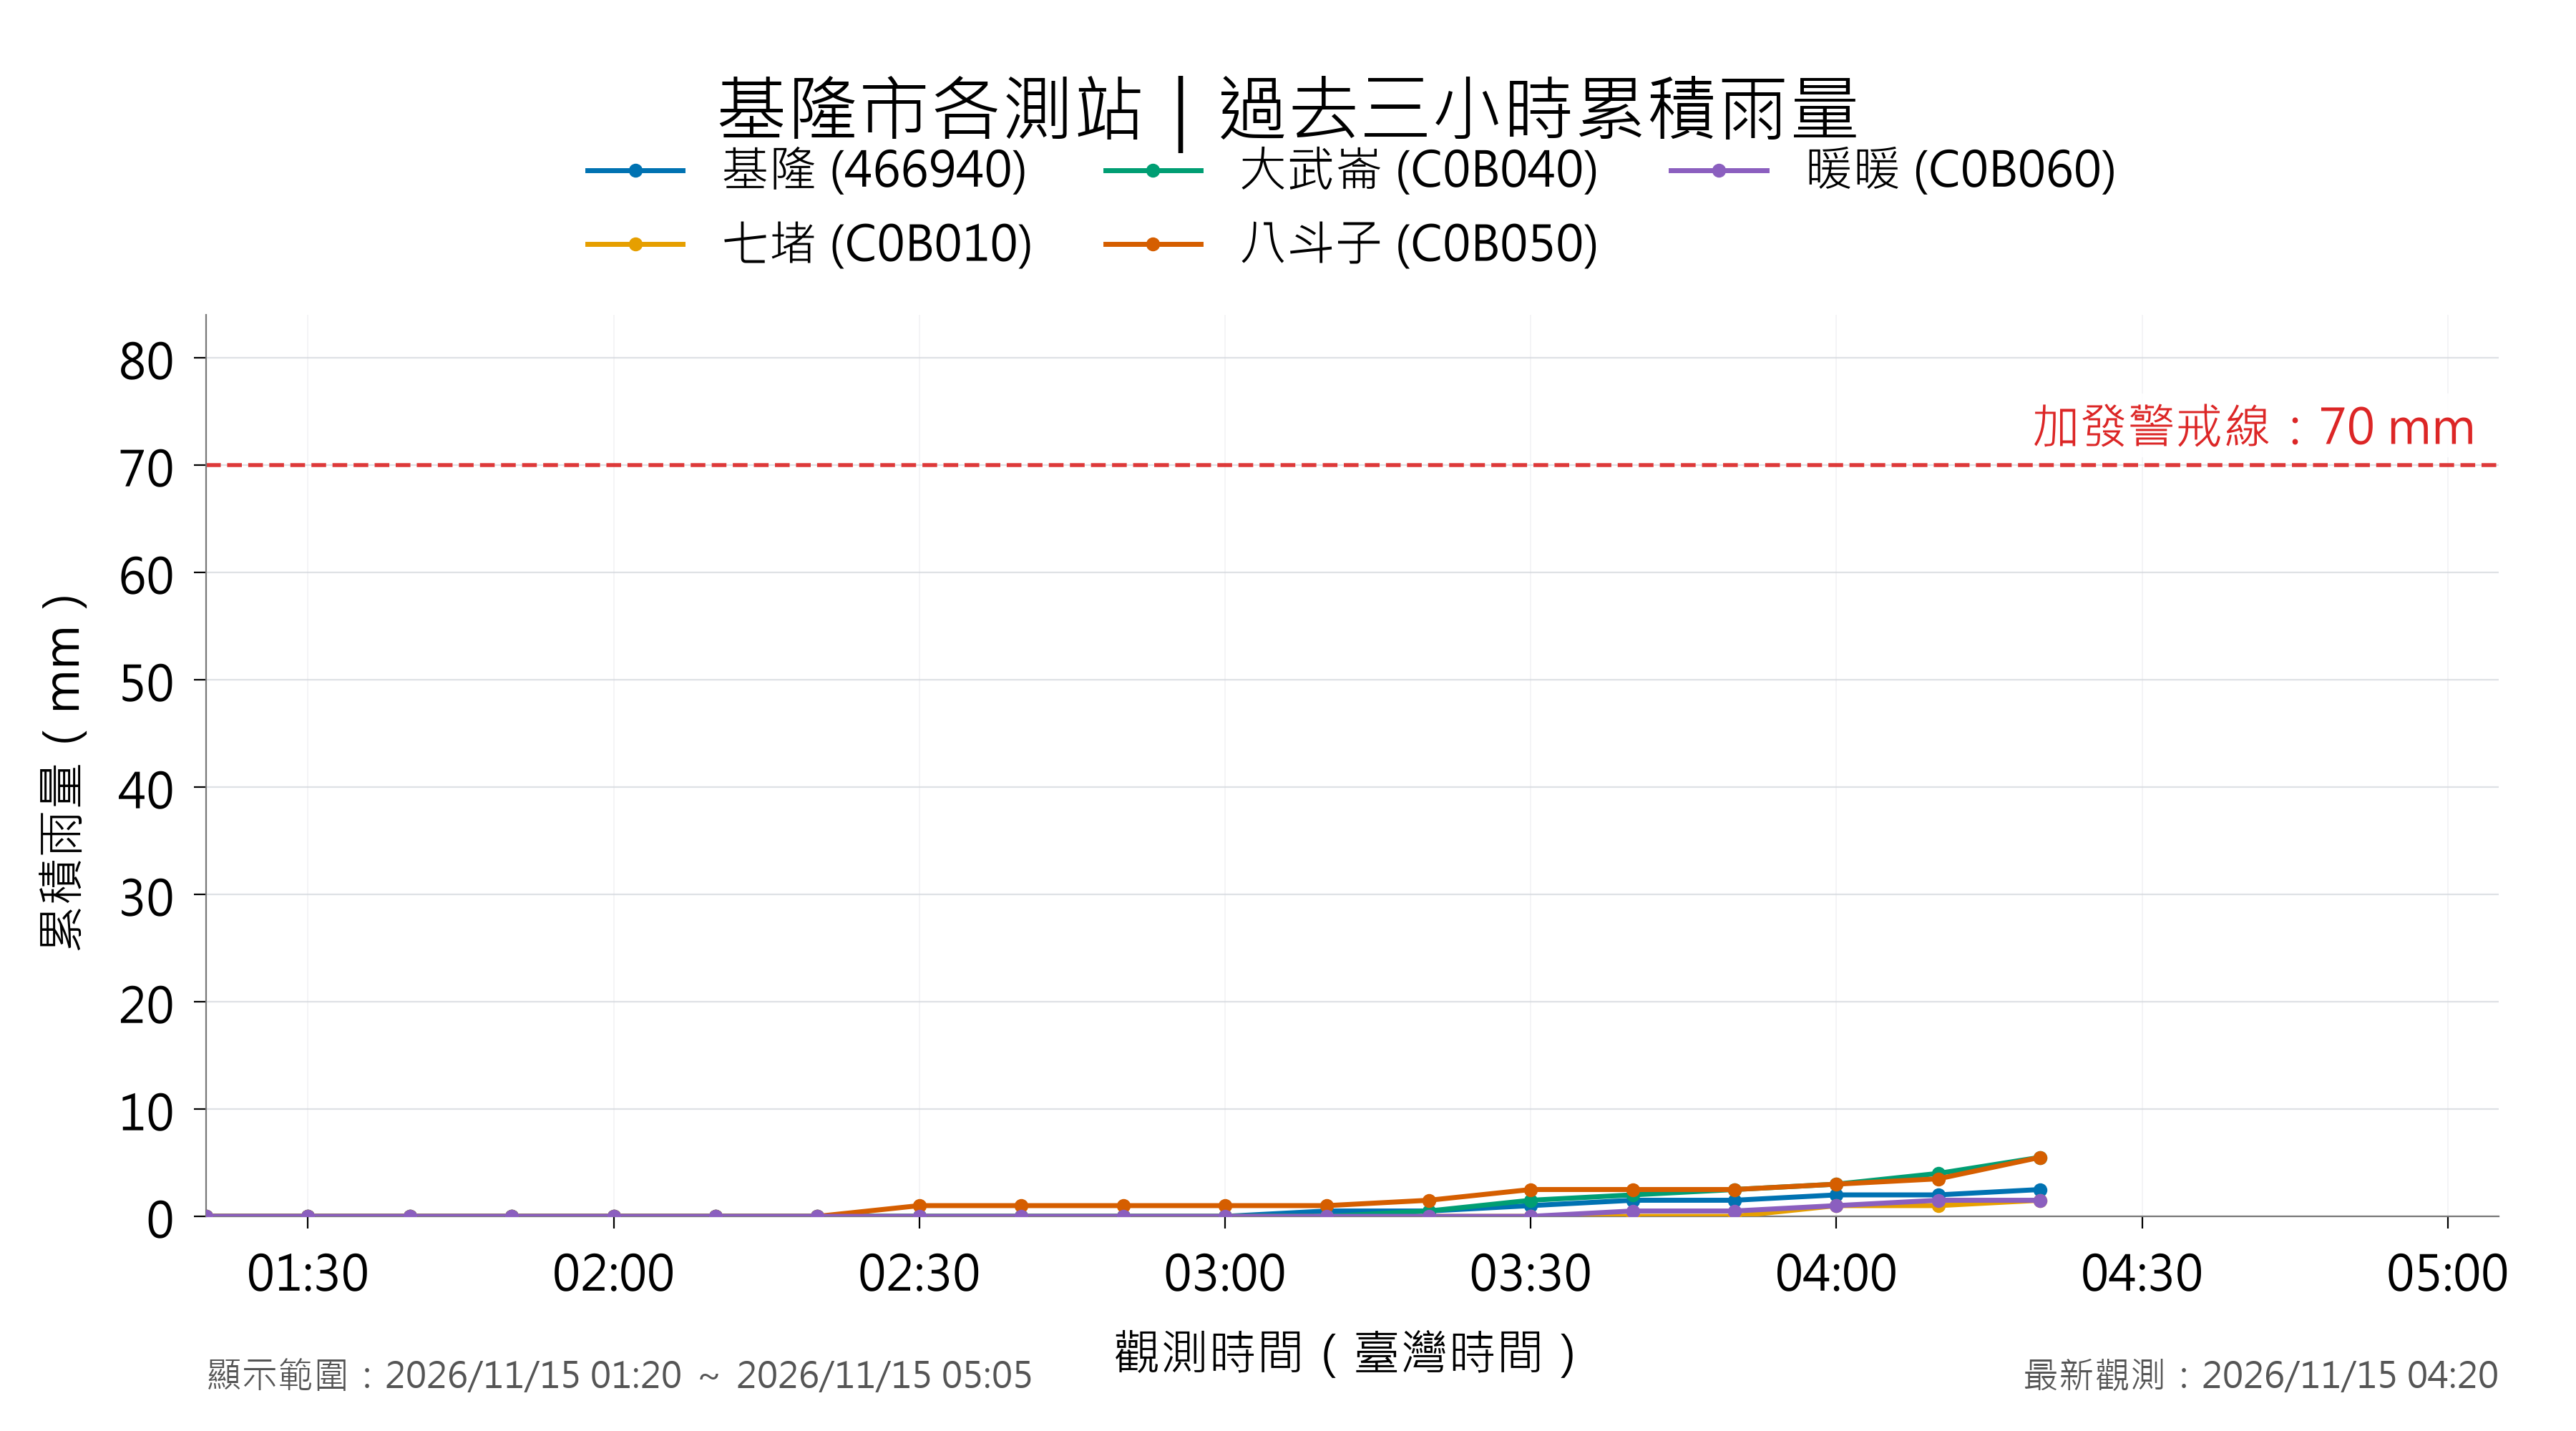 基隆市各測站｜過去三小時累積雨量
基隆 (466940)
大武崙 (C0B040)
暖暖 (C0B060)
七堵 (C0B010)
八斗子 (C0B050)
80
加發警戒線：70 mm
70
60
50
40
30
20
10
0
累積雨量（mm）
01:30
02:00
02:30
03:00
03:30
04:00
04:30
05:00
觀測時間（臺灣時間）
顯示範圍：2026/11/15 01:20 ~ 2026/11/15 05:05
最新觀測：2026/11/15 04:20